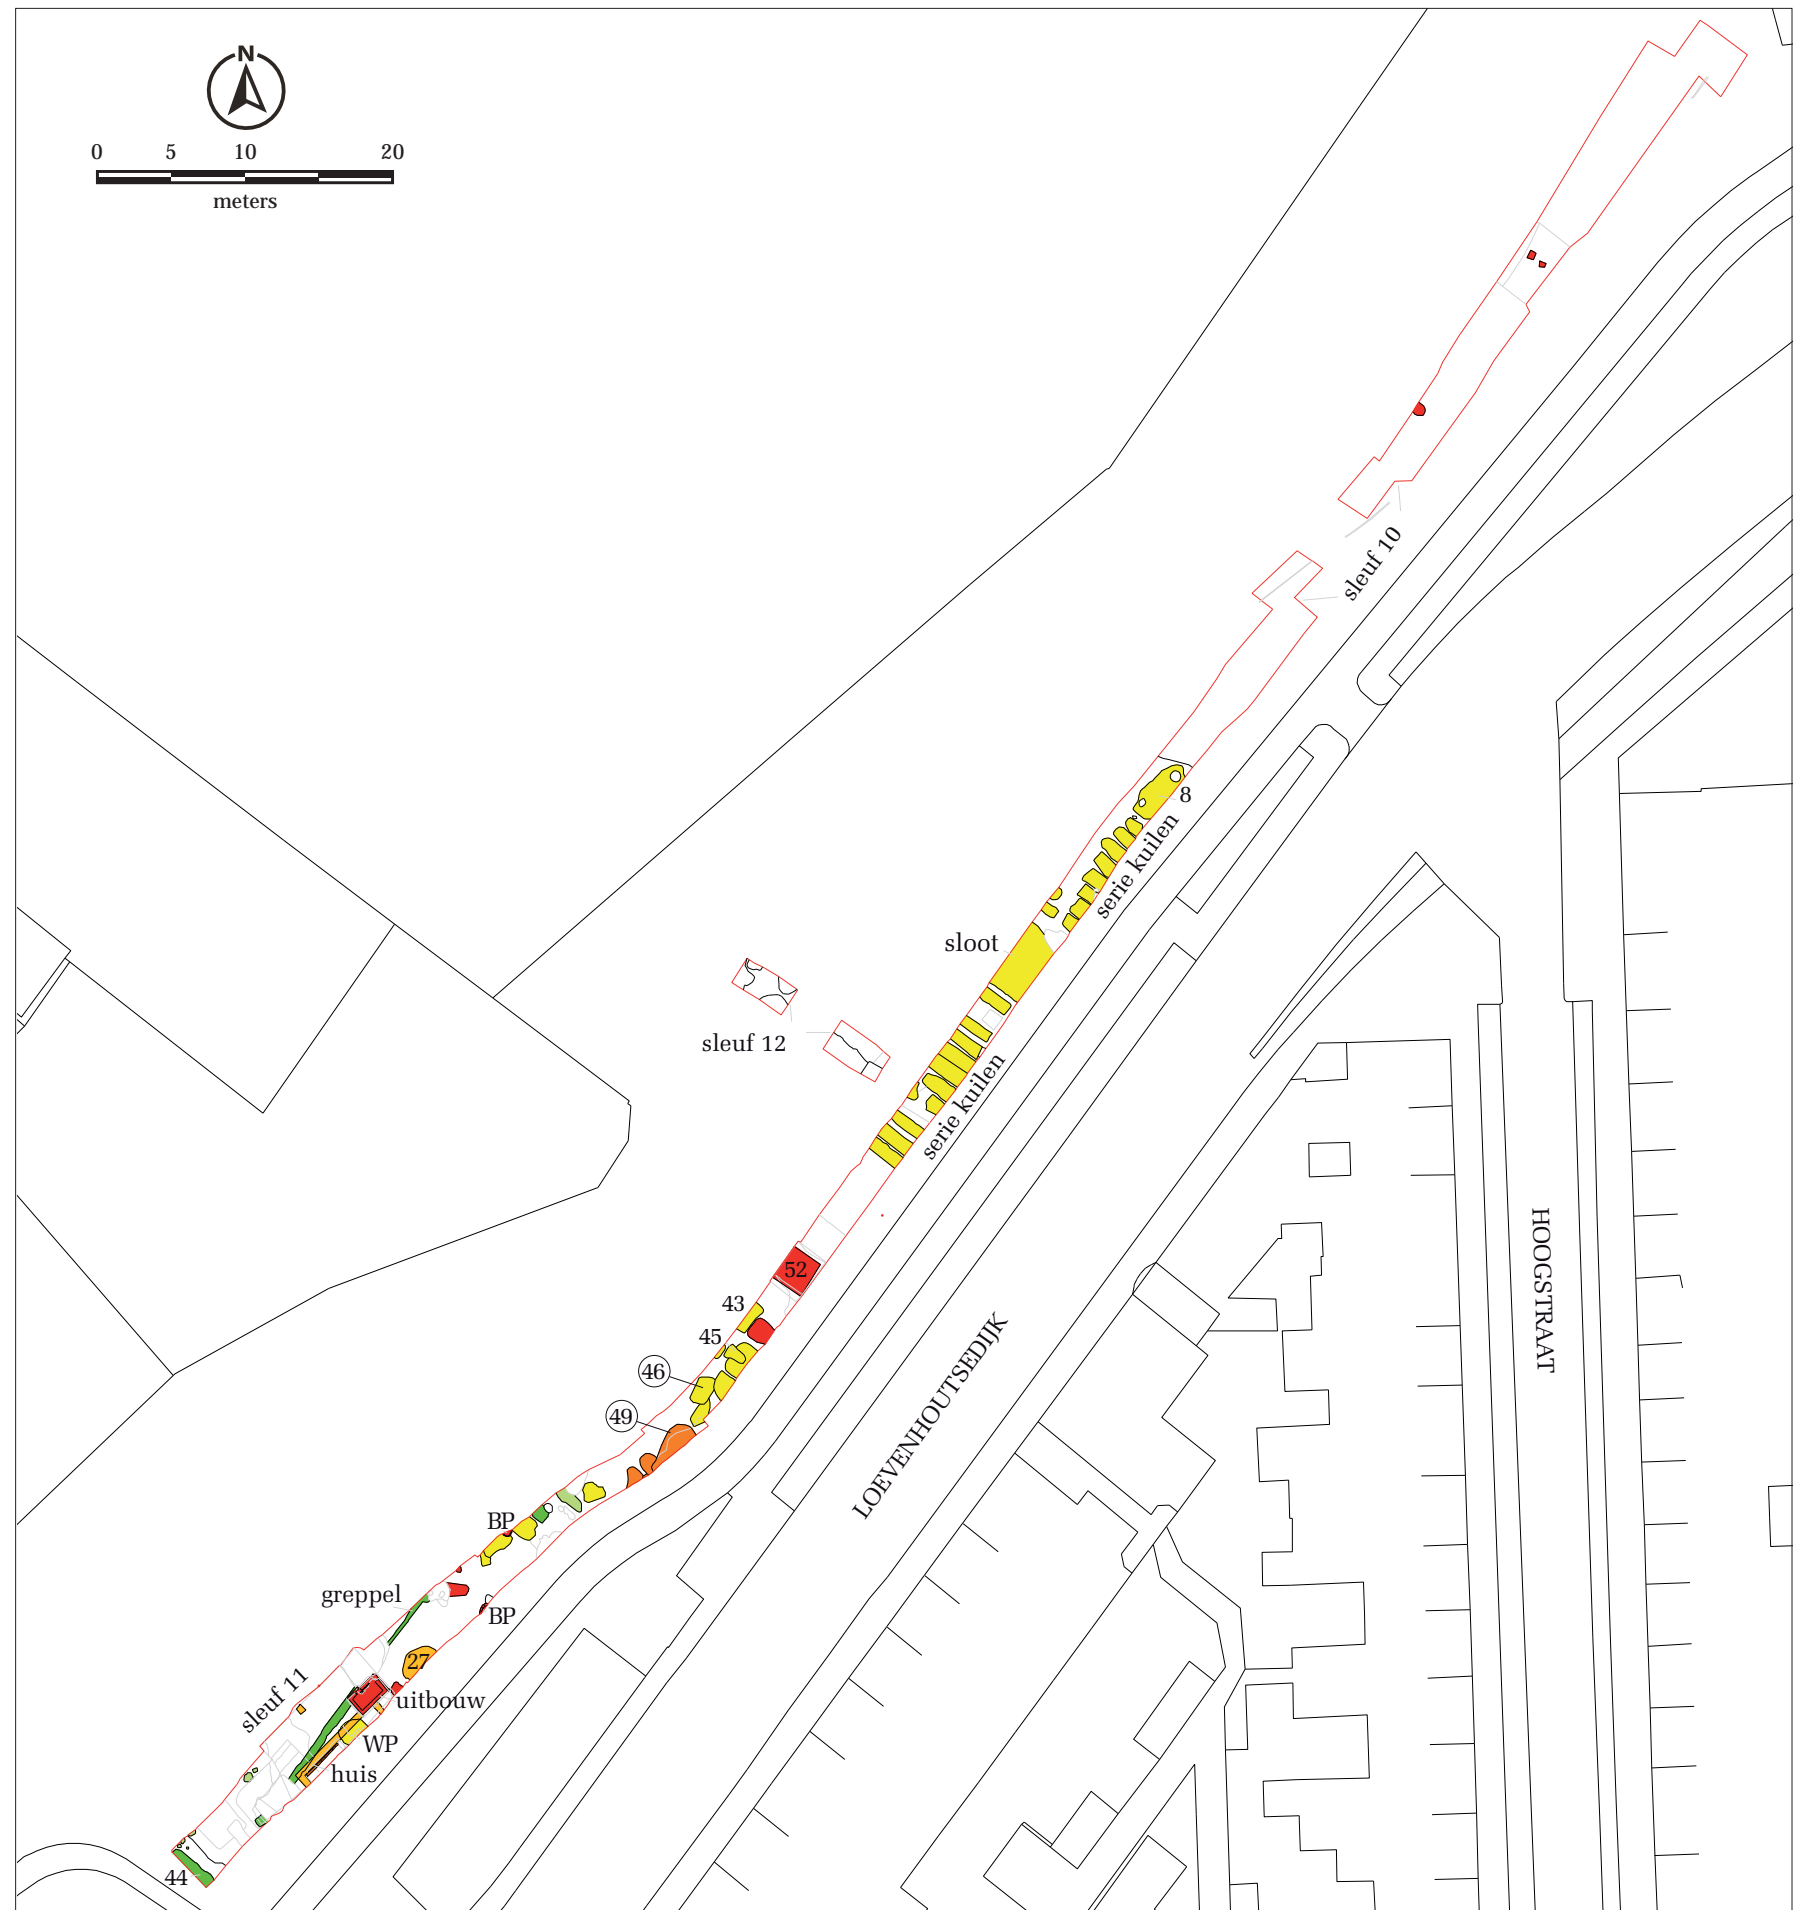 N
0 5 10 20
meters
sleuf 10
8
serie kuilen
sloot
sleuf 12
serie kuilen
52
43
45
46
49
LOEVENHOUTSEDIJK
HOOGSTRAAT
BP
greppel
BP
27
sleuf 11
uitbouw
WP
huis
44